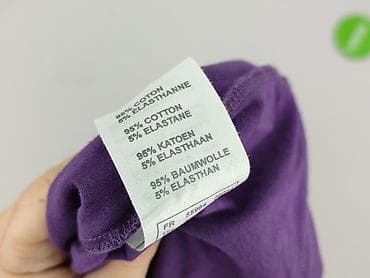 95% COTON
5% ELASTHANNE
95% COTTON
5% ELASTANE
95% KATOEN
5% ELASTHAAN
95% BAUMWOLLE
5% ELASTHAN
FR